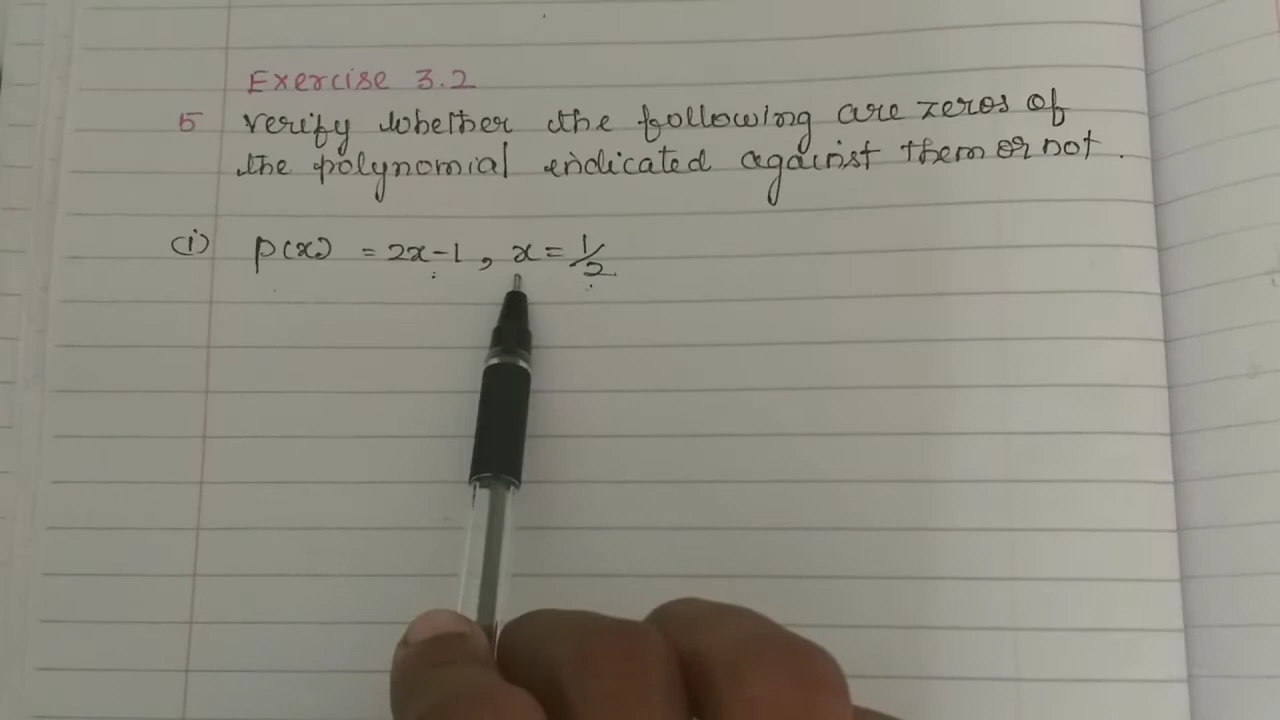 Exercise 3.2
5 Verify whether the following are zeros of
the polynomial indicated against them or not.
(i) p(x) = 2x-1, x = 1/2